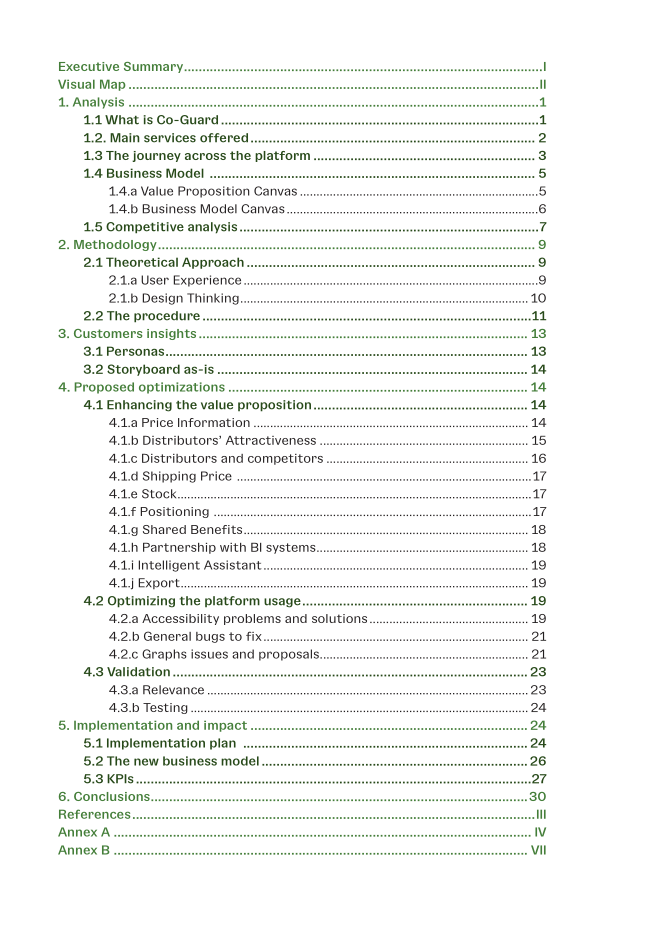 Executive Summary....................I
Visual Map ....................II
1. Analysis ....................1
1.1 What is Co-Guard ....................1
1.2. Main services offered.................... 2
1.3 The journey across the platform .................... 3
1.4 Business Model .................... 5
1.4.a Value Proposition Canvas ....................5
1.4.b Business Model Canvas....................6
1.5 Competitive analysis....................7
2. Methodology.................... 9
2.1 Theoretical Approach .................... 9
2.1.a User Experience....................9
2.1.b Design Thinking.................... 10
2.2 The procedure ....................11
3. Customers insights .................... 13
3.1 Personas.................... 13
3.2 Storyboard as-is .................... 14
4. Proposed optimizations .................... 14
4.1 Enhancing the value proposition.................... 14
4.1.a Price Information .................... 14
4.1.b Distributors’ Attractiveness .................... 15
4.1.c Distributors and competitors .................... 16
4.1.d Shipping Price ....................17
4.1.e Stock....................17
4.1.f Positioning ....................17
4.1.g Shared Benefits.................... 18
4.1.h Partnership with BI systems.................... 18
4.1.i Intelligent Assistant.................... 19
4.1.j Export.................... 19
4.2 Optimizing the platform usage.................... 19
4.2.a Accessibility problems and solutions.................... 19
4.2.b General bugs to fix.................... 21
4.2.c Graphs issues and proposals.................... 21
4.3 Validation.................... 23
4.3.a Relevance .................... 23
4.3.b Testing .................... 24
5. Implementation and impact .................... 24
5.1 Implementation plan .................... 24
5.2 The new business model.................... 26
5.3 KPIs....................27
6. Conclusions....................30
References....................III
Annex A .................... IV
Annex B .................... VII